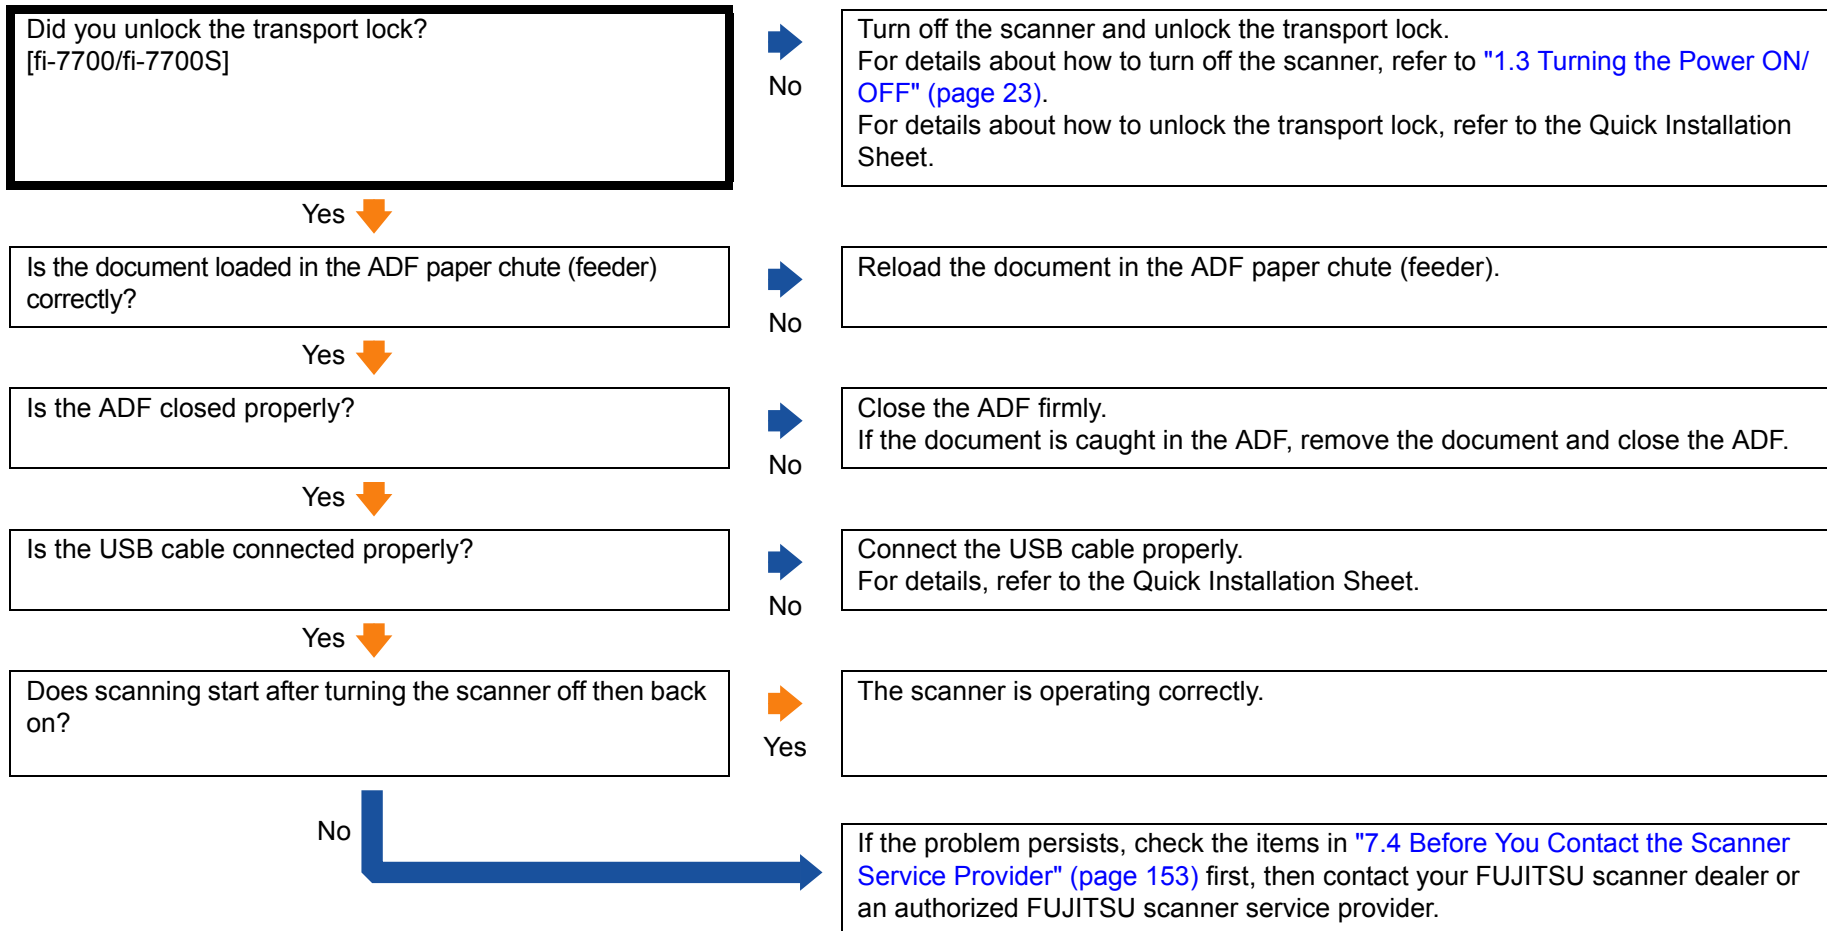 Did you unlock the transport lock?
[fi-7700/fi-7700S]
No
Turn off the scanner and unlock the transport lock.
For details about how to turn off the scanner, refer to "1.3 Turning the Power ON/
OFF" (page 23).
For details about how to unlock the transport lock, refer to the Quick Installation
Sheet.
Yes
Is the document loaded in the ADF paper chute (feeder)
correctly?
No
Reload the document in the ADF paper chute (feeder).
Yes
Is the ADF closed properly?
No
Close the ADF firmly.
If the document is caught in the ADF, remove the document and close the ADF.
Yes
Is the USB cable connected properly?
No
Connect the USB cable properly.
For details, refer to the Quick Installation Sheet.
Yes
Does scanning start after turning the scanner off then back
on?
Yes
The scanner is operating correctly.
No
If the problem persists, check the items in "7.4 Before You Contact the Scanner
Service Provider" (page 153) first, then contact your FUJITSU scanner dealer or
an authorized FUJITSU scanner service provider.